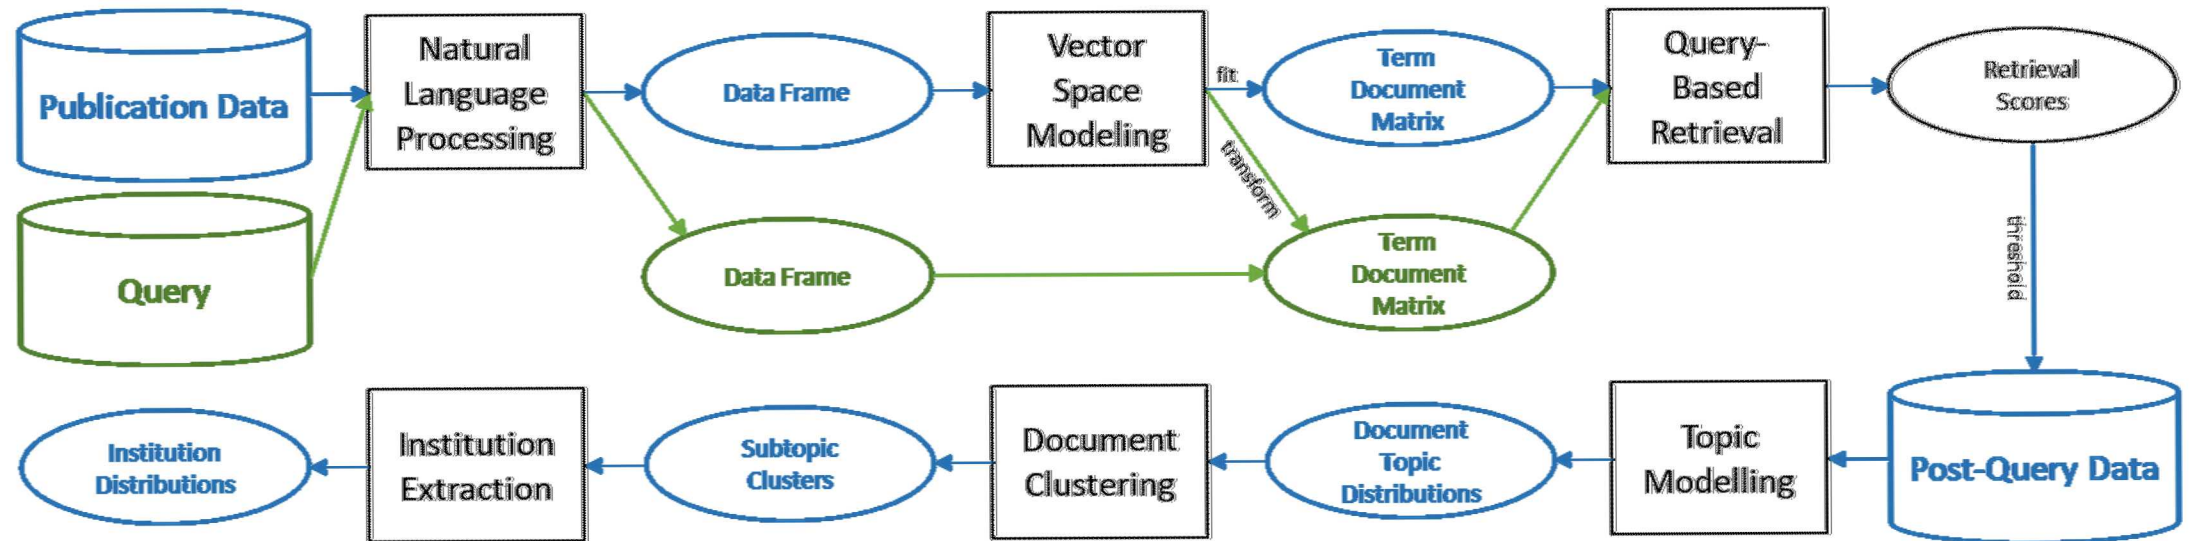 Publication Data
Natural
Language
Processing
Data Frame
Vector
Space
Modeling
fit
transform
Term
Document
Matrix
Query-
Based
Retrieval
Retrieval
Scores
Query
Data Frame
Term
Document
Matrix
threshold
Institution
Distributions
Institution
Extraction
Subtopic
Clusters
Document
Clustering
Document
Topic
Distributions
Topic
Modelling
Post-Query Data